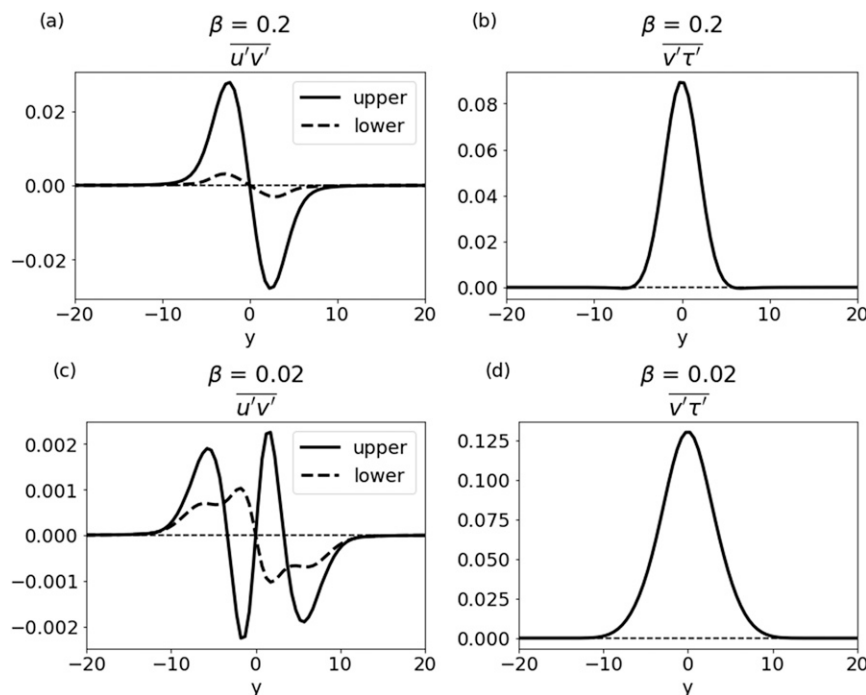 (a)
β = 0.2
u'v'
0.02
0.00
−0.02
upper
lower
−20 −10 0 10 20
y
(b)
β = 0.2
v'τ'
0.08
0.06
0.04
0.02
0.00
−20 −10 0 10 20
y
(c)
β = 0.02
u'v'
0.002
0.001
0.000
−0.001
−0.002
upper
lower
−20 −10 0 10 20
y
(d)
β = 0.02
v'τ'
0.125
0.100
0.075
0.050
0.025
0.000
−20 −10 0 10 20
y